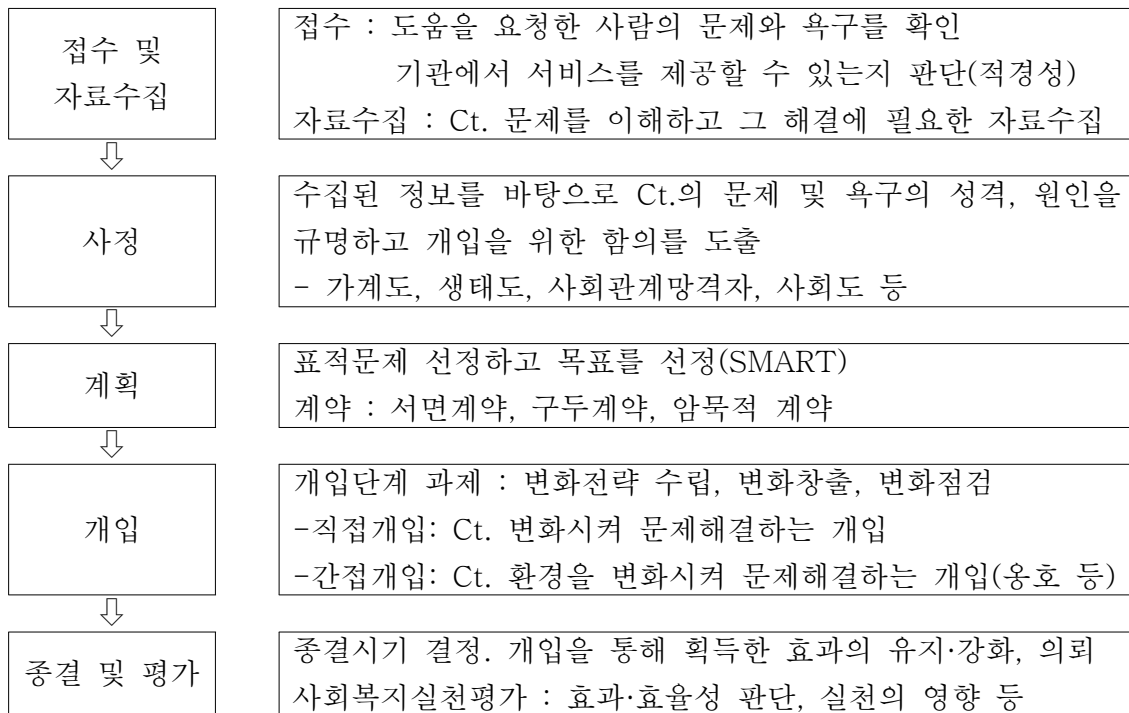 접수 및
자료수집
접수 : 도움을 요청한 사람의 문제와 욕구를 확인
기관에서 서비스를 제공할 수 있는지 판단(적경성)
자료수집 : Ct. 문제를 이해하고 그 해결에 필요한 자료수집
사정
수집된 정보를 바탕으로 Ct.의 문제 및 욕구의 성격, 원인을
규명하고 개입을 위한 함의를 도출
- 가계도, 생태도, 사회관계망격자, 사회도 등
계획
표적문제 선정하고 목표를 선정(SMART)
계약 : 서면계약, 구두계약, 암묵적 계약
개입
개입단계 과제 : 변화전략 수립, 변화창출, 변화점검
-직접개입: Ct. 변화시켜 문제해결하는 개입
-간접개입: Ct. 환경을 변화시켜 문제해결하는 개입(옹호 등)
종결 및 평가
종결시기 결정. 개입을 통해 획득한 효과의 유지·강화, 의뢰
사회복지실천평가 : 효과·효율성 판단, 실천의 영향 등